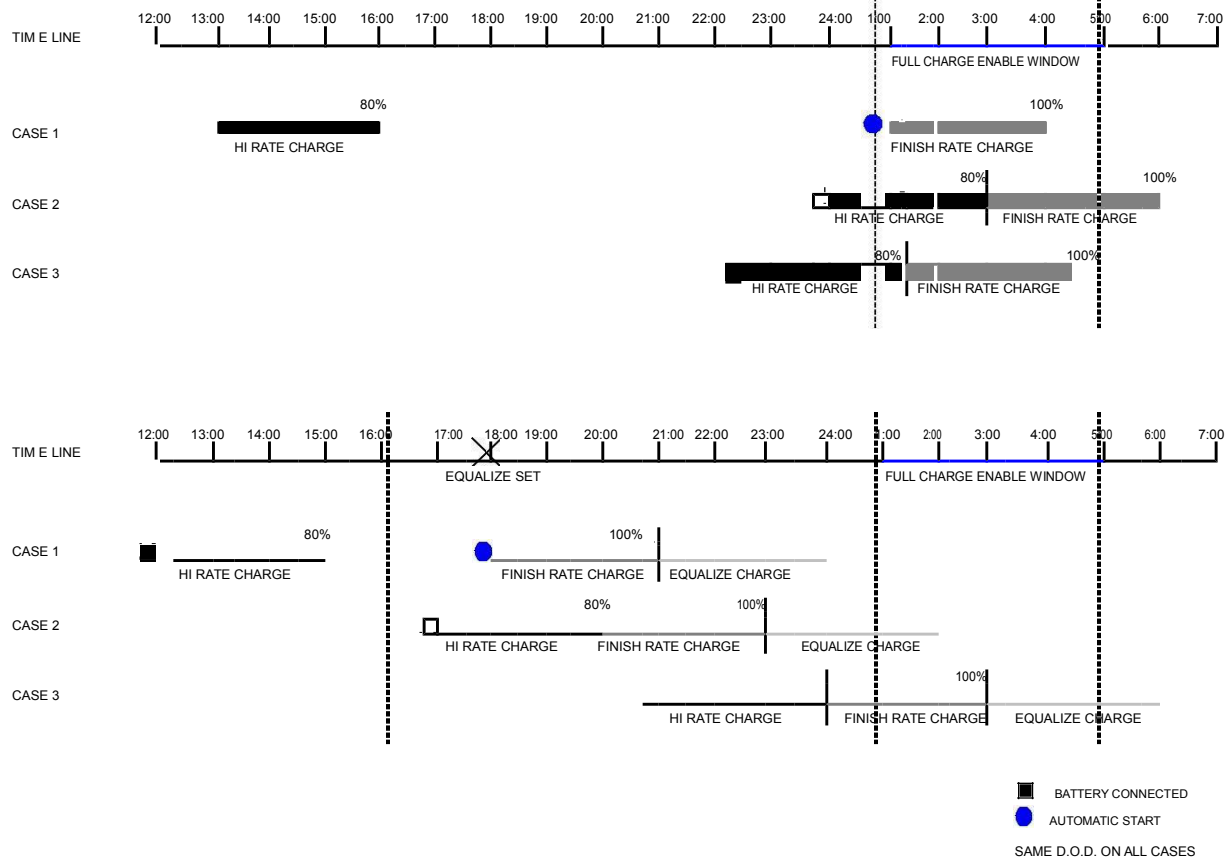 12:00 13:00 14:00 15:00 16:00 17:00 18:00 19:00 20:00 21:00 22:00 23:00 24:00 1:00 2:00 3:00 4:00 5:00 6:00 7:00
TIM E LINE
FULL CHARGE ENABLE WINDOW
80% 100%
CASE 1
HI RATE CHARGE FINISH RATE CHARGE
80% 100%
CASE 2
HI RATE CHARGE FINISH RATE CHARGE
80% 100%
CASE 3
HI RATE CHARGE FINISH RATE CHARGE
12:00 13:00 14:00 15:00 16:00 17:00 18:00 19:00 20:00 21:00 22:00 23:00 24:00 1:00 2:00 3:00 4:00 5:00 6:00 7:00
TIM E LINE
EQUALIZE SET FULL CHARGE ENABLE WINDOW
80% 100%
CASE 1
HI RATE CHARGE FINISH RATE CHARGE EQUALIZE CHARGE
80% 100%
CASE 2
HI RATE CHARGE FINISH RATE CHARGE EQUALIZE CHARGE
100%
CASE 3
HI RATE CHARGE FINISH RATE CHARGE EQUALIZE CHARGE
BATTERY CONNECTED
AUTOMATIC START
SAME D.O.D. ON ALL CASES